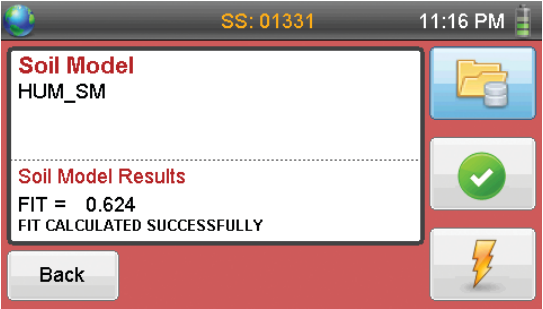 SS: 01331
11:16 PM
Soil Model
HUM_SM
Soil Model Results
FIT = 0.624
FIT CALCULATED SUCCESSFULLY
Back